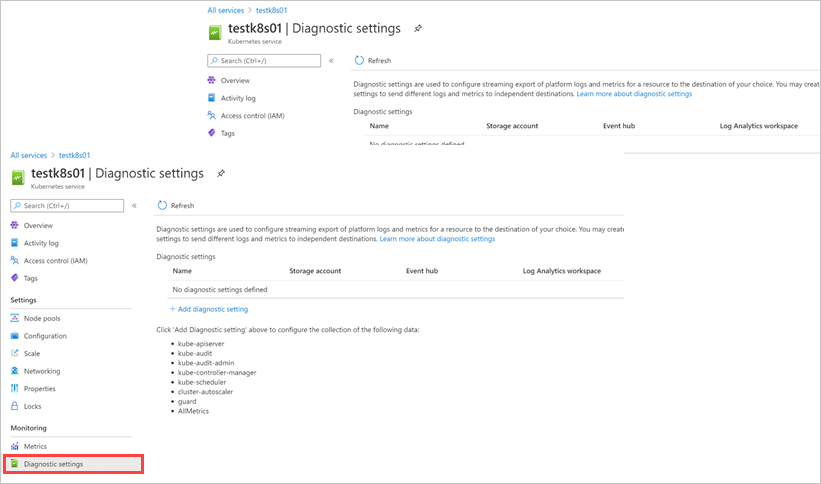 All services > testk8s01
testk8s01 | Diagnostic settings
Kubernetes service
Search (Ctrl+/)
«
Refresh
Overview
Activity log
Access control (IAM)
Tags
Diagnostic settings are used to configure streaming export of platform logs and metrics for a resource to the destination of your choice. You may create
settings to send different logs and metrics to independent destinations. Learn more about diagnostic settings
Diagnostic settings
Name Storage account Event hub Log Analytics workspace
No diagnostic settings defined
All services > testk8s01
testk8s01 | Diagnostic settings
Kubernetes service
Search (Ctrl+/)
«
Overview
Activity log
Access control (IAM)
Tags
Settings
Node pools
Configuration
Scale
Networking
Properties
Locks
Monitoring
Metrics
Diagnostic settings
Refresh
Diagnostic settings are used to configure streaming export of platform logs and metrics for a resource to the destination of your choice. You may create
settings to send different logs and metrics to independent destinations. Learn more about diagnostic settings
Diagnostic settings
Name Storage account Event hub Log Analytics workspace
No diagnostic settings defined
+ Add diagnostic setting
Click 'Add Diagnostic setting' above to configure the collection of the following data:
• kube-apiserver
• kube-audit
• kube-audit-admin
• kube-controller-manager
• kube-scheduler
• cluster-autoscaler
• guard
• AllMetrics